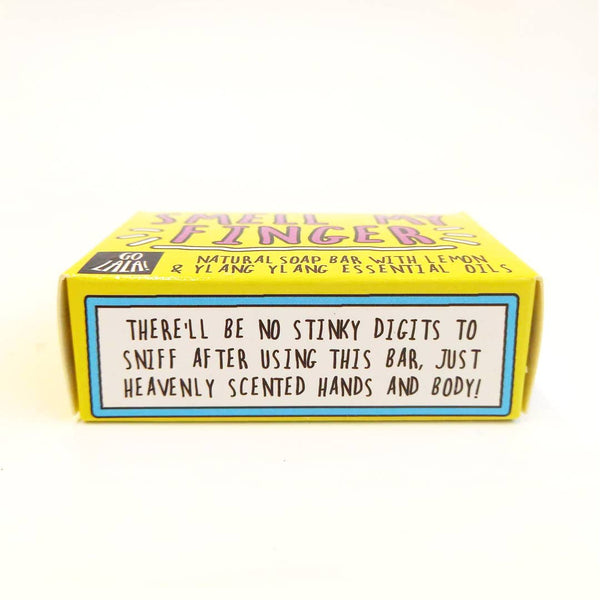 SMELL MY
FINGER
GO
LALA!
NATURAL SOAP BAR WITH LEMON
& YLANG YLANG ESSENTIAL OILS
THERE'LL BE NO STINKY DIGITS TO
SNIFF AFTER USING THIS BAR, JUST
HEAVENLY SCENTED HANDS AND BODY!